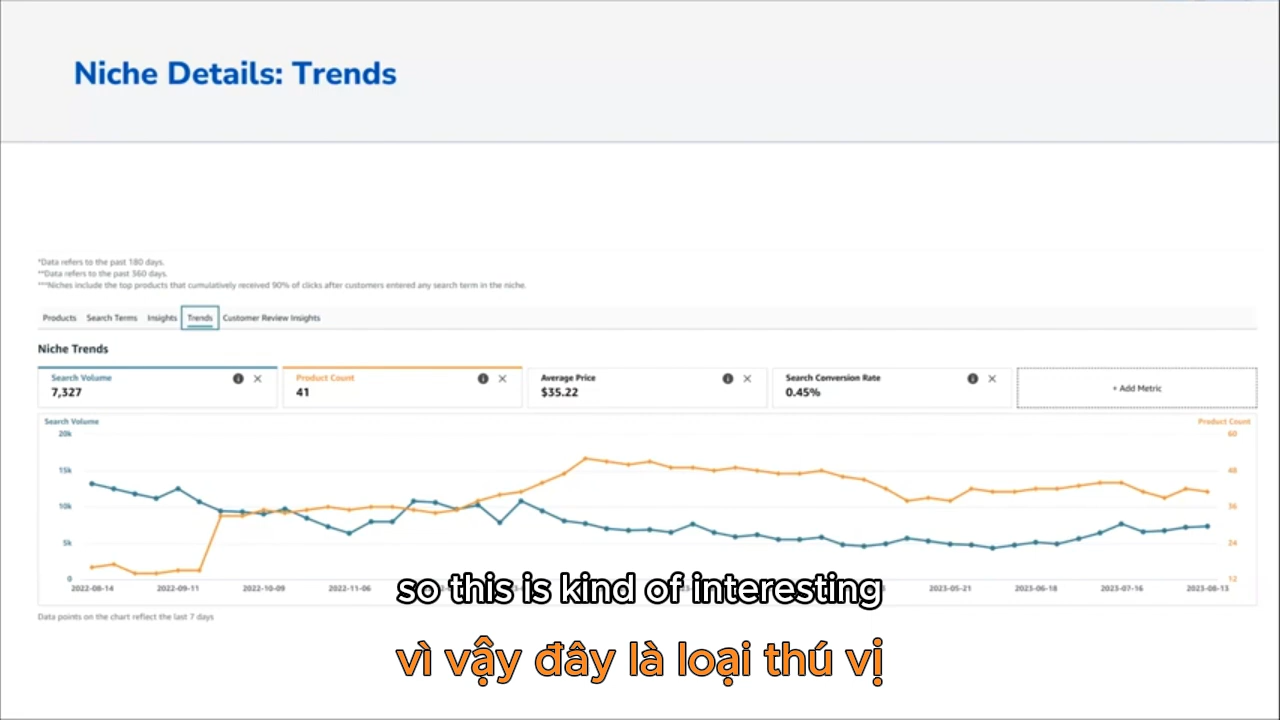 Niche Details: Trends
*Data refers to the past 180 days.
**Data refers to the past 360 days.
***Niches include the top products that cumulatively received 90% of clicks after customers entered any search term in the niche.
Products Search Terms Insights Trends Customer Review Insights
Niche Trends
Search Volume Product Count Average Price Search Conversion Rate
7,327 41 $35.22 0.45%
+ Add Metric
Search Volume Product Count
20k 60
15k 48
10k 36
5k 24
0 12
2022-08-14 2022-09-11 2022-10-09 2022-11-06 2023-05-21 2023-06-18 2023-07-16 2023-08-13
so this is kind of interesting
Data points on the chart reflect the last 7 days
vì vậy đây là loại thú vị